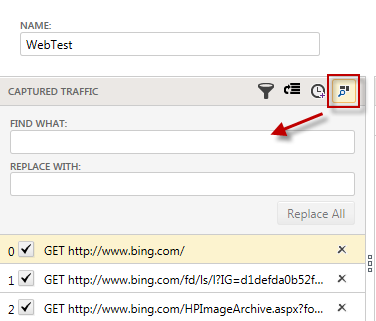 NAME:
WebTest
CAPTURED TRAFFIC
FIND WHAT:
REPLACE WITH:
Replace All
0 GET http://www.bing.com/
1 GET http://www.bing.com/fd/ls/l?IG=d1defda0b52f...
2 GET http://www.bing.com/HPImageArchive.aspx?fo...